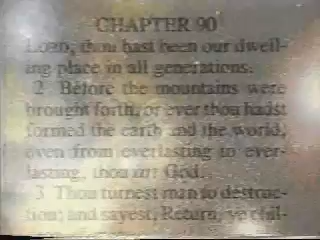 CHAPTER 90
LORD, thou hast been our dwell-
ing place in all generations.
2 Before the mountains were
brought forth, or ever thou hadst
formed the earth and the world,
even from everlasting to ever-
lasting, thou art God.
3 Thou turnest man to destruc-
tion; and sayest, Return, ye chil-